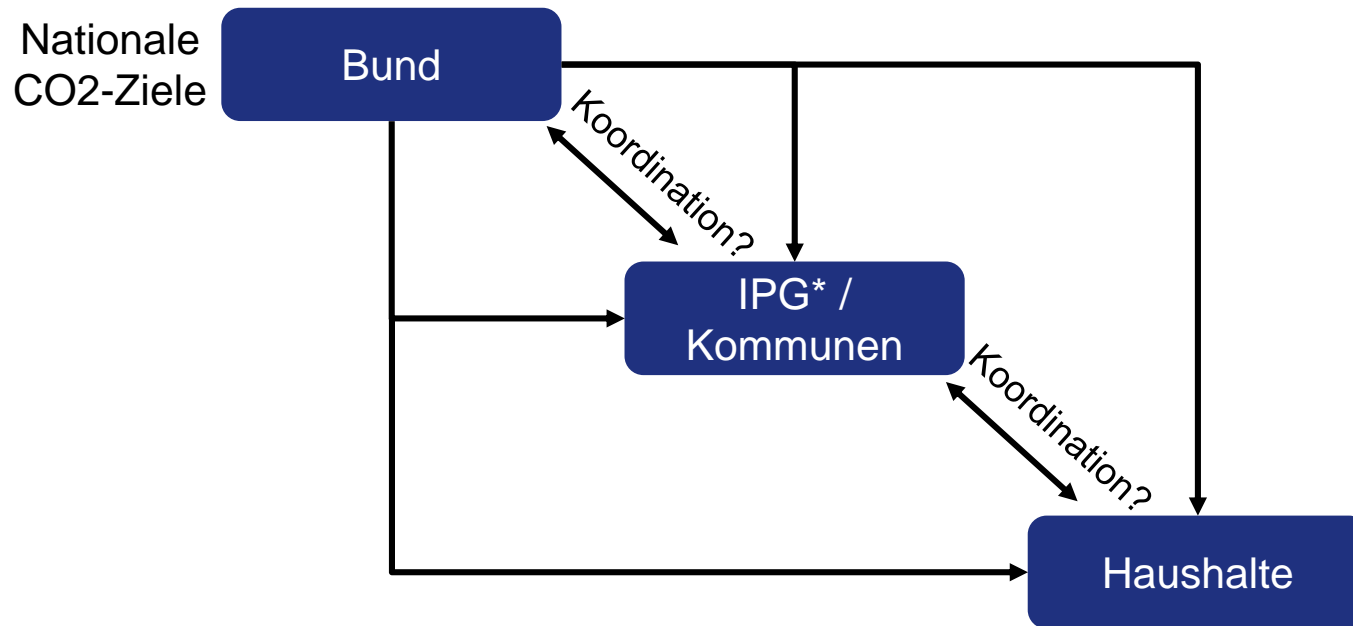 Nationale
CO2-Ziele
Bund
Koordination?
IPG* /
Kommunen
Koordination?
Haushalte